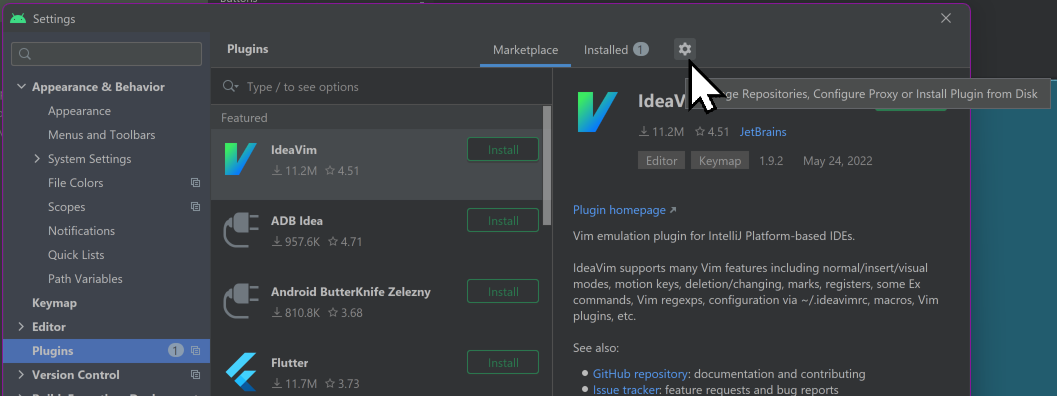 Buttons
Settings
Plugins
Marketplace
Installed 1
Repositories, Configure Proxy or Install Plugin from Disk
Appearance & Behavior
Appearance
Menus and Toolbars
System Settings
File Colors
Scopes
Notifications
Quick Lists
Path Variables
Keymap
Editor
Plugins 1
Version Control
Type / to see options
Featured
IdeaVim
11.2M 4.51
Install
ADB Idea
957.6K 4.71
Install
Android ButterKnife Zelezny
810.8K 3.68
Install
Flutter
11.7M 3.73
Install
11.2M 4.51 JetBrains
Editor Keymap 1.9.2 May 24, 2022
Plugin homepage ↗
Vim emulation plugin for IntelliJ Platform-based IDEs.
IdeaVim supports many Vim features including normal/insert/visual
modes, motion keys, deletion/changing, marks, registers, some Ex
commands, Vim regexps, configuration via ~/.ideavimrc, macros, Vim
plugins, etc.
See also:
• GitHub repository: documentation and contributing
• Issue tracker: feature requests and bug reports